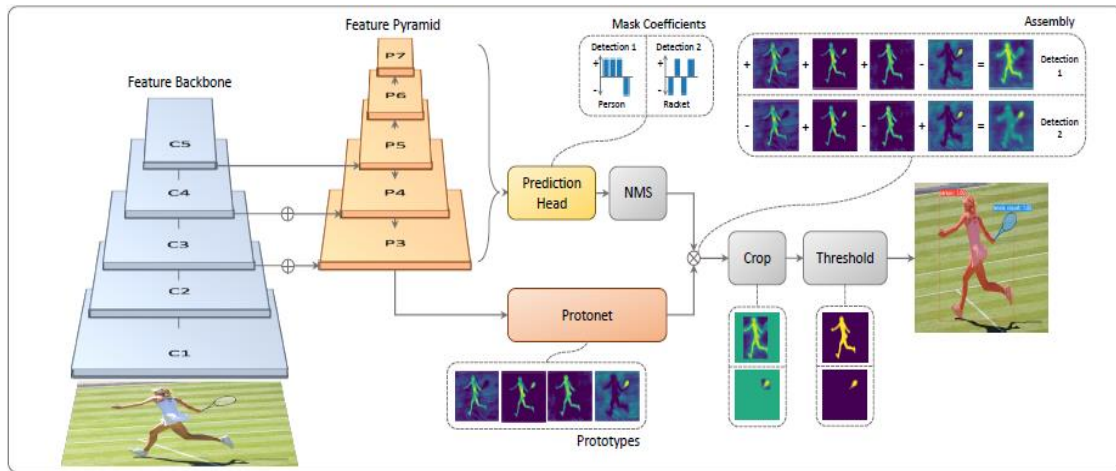 Feature Pyramid
Mask Coefficients
Assembly
Feature Backbone
Detection 1
Detection 2
+
-
Person
+
-
Racket
+ + + - = Detection 1
- + - + = Detection 2
P7
P6
P5
P4
P3
C5
C4
C3
C2
C1
Prediction
Head
NMS
Crop
Threshold
Protonet
Prototypes